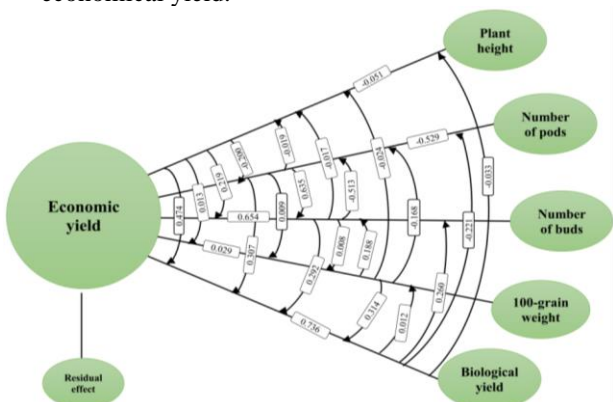 economical yield.
Plant
height
-0.051
Number
of pods
-0.529
-0.019
-0.200
-0.017
-0.024
-0.033
0.219
0.635
-0.513
Economic
yield
0.474
0.013
0.654
0.009
-0.168
-0.221
Number
of buds
0.029
0.307
0.008
0.188
0.260
0.292
0.314
0.012
100-grain
weight
0.736
Biological
yield
Residual
effect